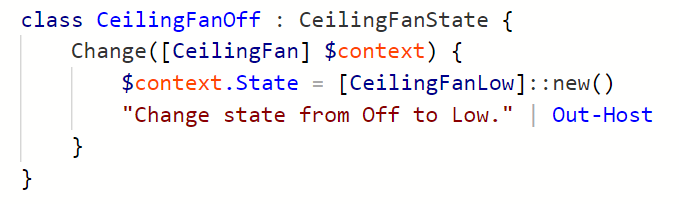 class CeilingFanOff : CeilingFanState {
    Change([CeilingFan] $context) {
        $context.State = [CeilingFanLow]::new()
        "Change state from Off to Low." | Out-Host
    }
}